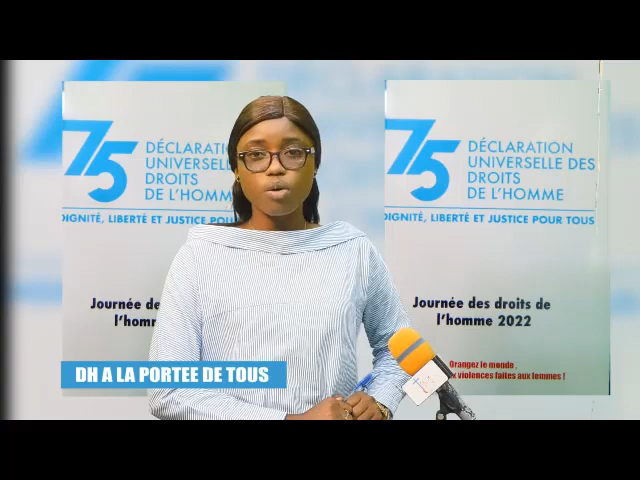 75
DÉCLARATION
UNIVERSELLE
DROITS
DE L'HOMME
DIGNITÉ, LIBERTÉ ET JUSTICE POUR
Journée de
l'homm
75
DÉCLARATION
UNIVERSELLE DES
DROITS
DE L'HOMME
DIGNITÉ, LIBERTÉ ET JUSTICE POUR TOUS
Journée des droits de
l'homme 2022
Orangez le monde
violences faites aux femmes !
DH A LA PORTEE DE TOUS